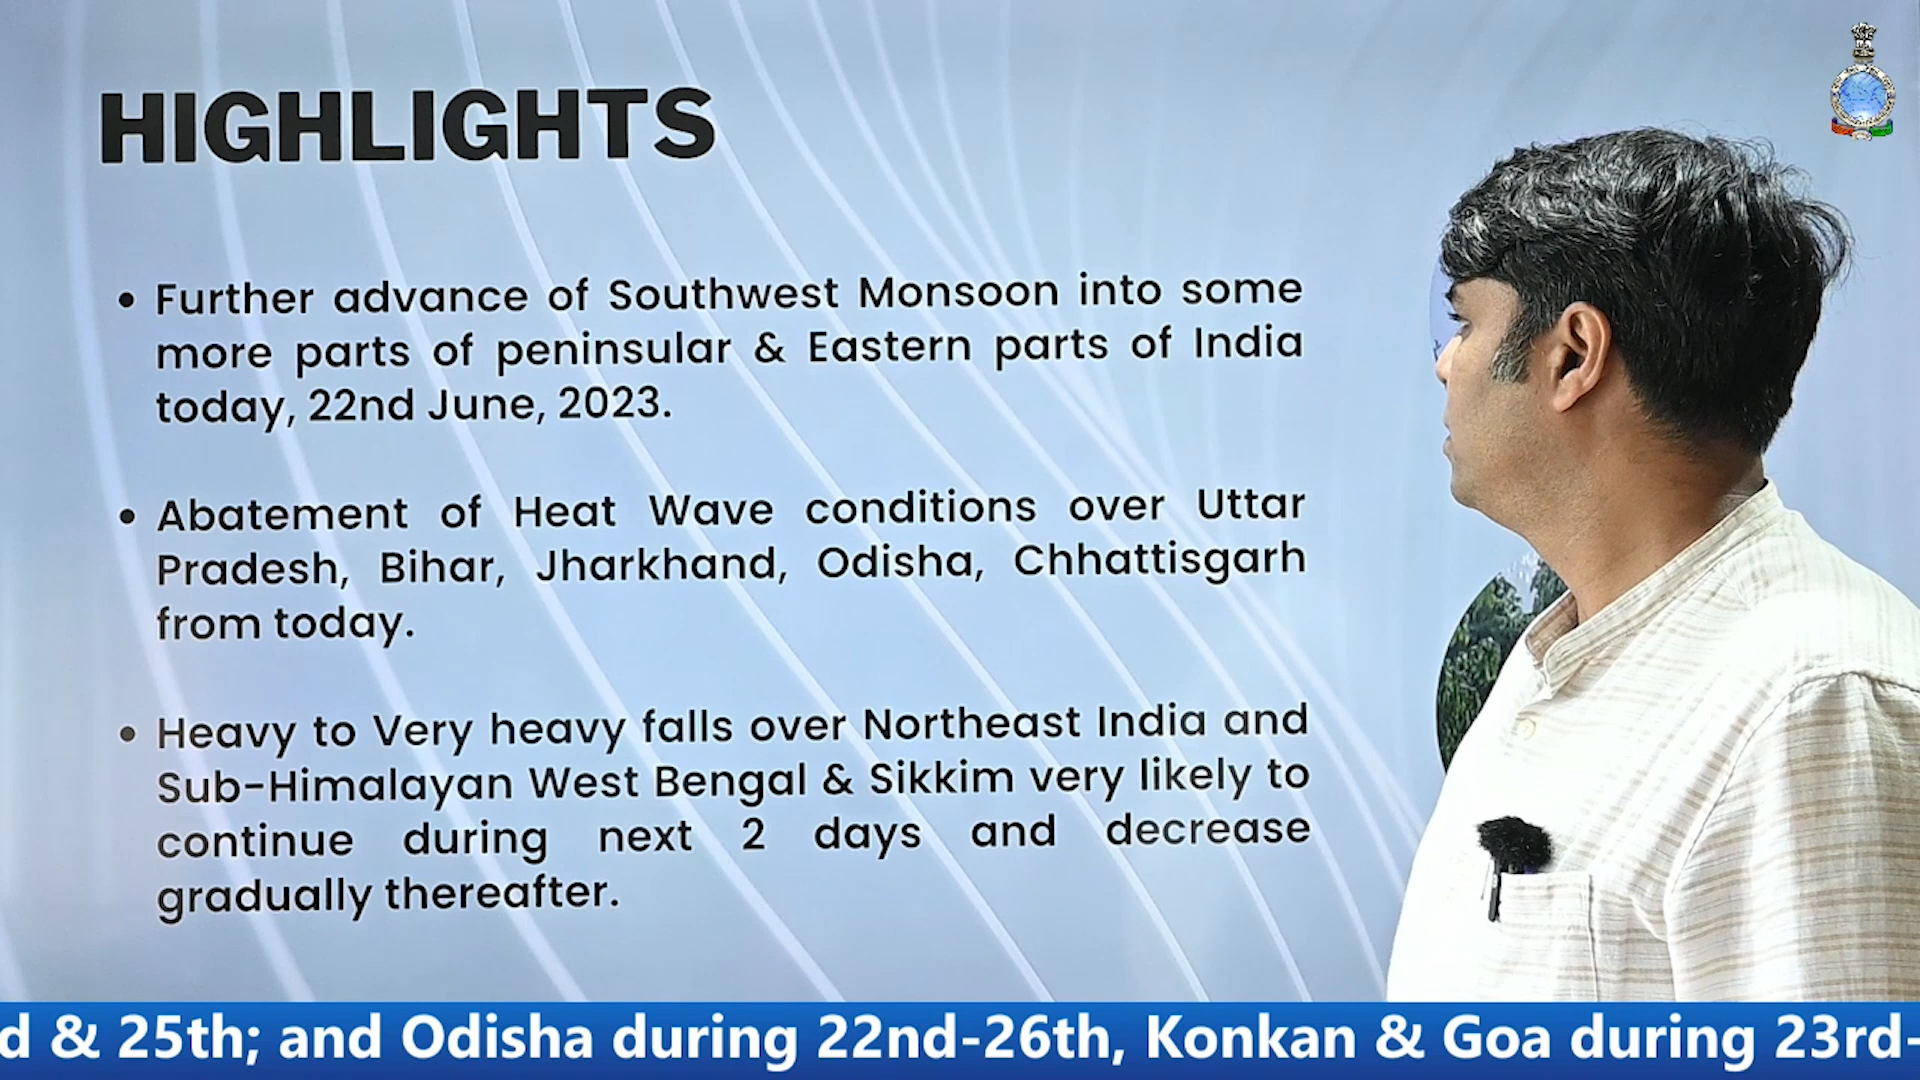 HIGHLIGHTS
• Further advance of Southwest Monsoon into some
more parts of peninsular & Eastern parts of India
today, 22nd June, 2023.
• Abatement of Heat Wave conditions over Uttar
Pradesh, Bihar, Jharkhand, Odisha, Chhattisgarh
from today.
• Heavy to Very heavy falls over Northeast India and
Sub-Himalayan West Bengal & Sikkim very likely to
continue during next 2 days and decrease
gradually thereafter.
d & 25th; and Odisha during 22nd-26th, Konkan & Goa during 23rd-